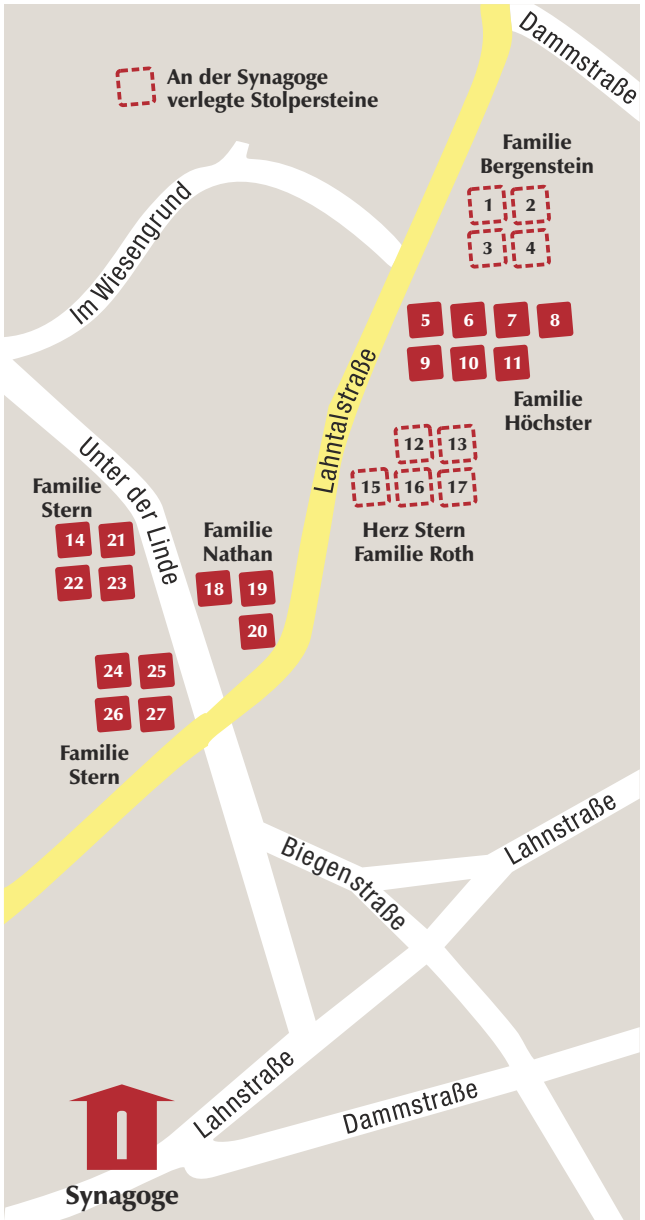 An der Synagoge
verlegte Stolpersteine
Dammstraße
Familie
Bergenstein
1 2
3 4
Im Wiesengrund
5 6 7 8
9 10 11
Familie
Höchster
Lahntalstraße
12 13
15 16 17
Herz Stern
Familie Roth
Unter der Linde
Familie
Stern
14 21
22 23
Familie
Nathan
18 19
20
24 25
26 27
Familie
Stern
Biegenstraße
Lahnstraße
Lahnstraße
Dammstraße
Synagoge